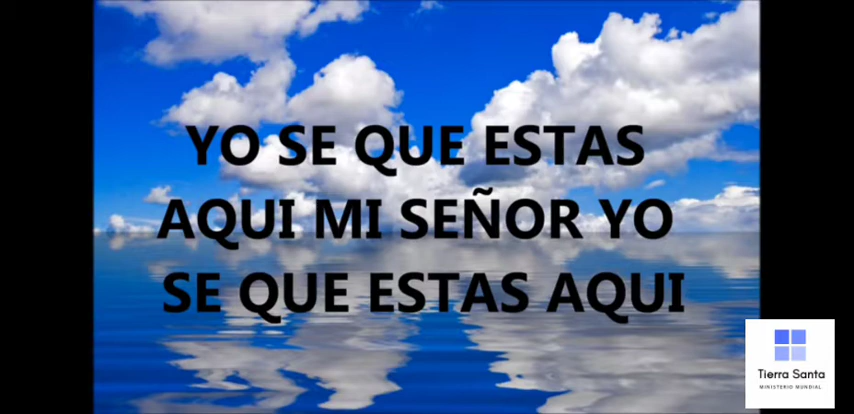 YO SE QUE ESTAS
AQUI MI SEÑOR YO
SE QUE ESTAS AQUI
Tierra Santa
MINISTERIO MUNDIAL